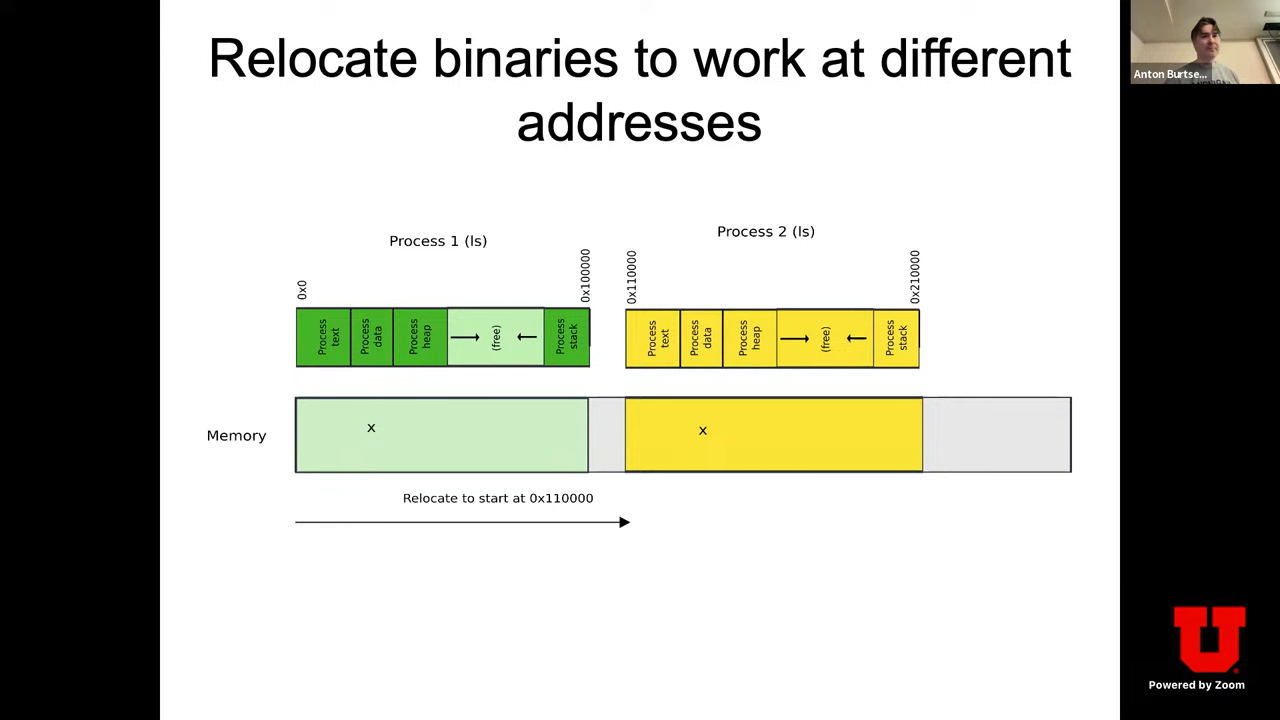 Relocate binaries to work at different
addresses
Anton Burtse...
Process 1 (ls)
Process 2 (ls)
0x0
0x100000
0x110000
0x210000
Process
text
Process
data
Process
heap
(free)
Process
stack
Process
text
Process
data
Process
heap
(free)
Process
stack
Memory
x
x
Relocate to start at 0x110000
U
Powered by Zoom